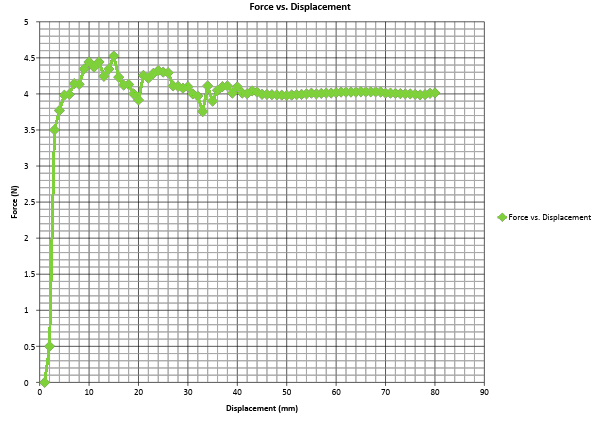 Force vs. Displacement
5
4.5
4
3.5
3
2.5
2
1.5
1
0.5
0
Force (N)
Force vs. Displacement
0 10 20 30 40 50 60 70 80 90
Displacement (mm)